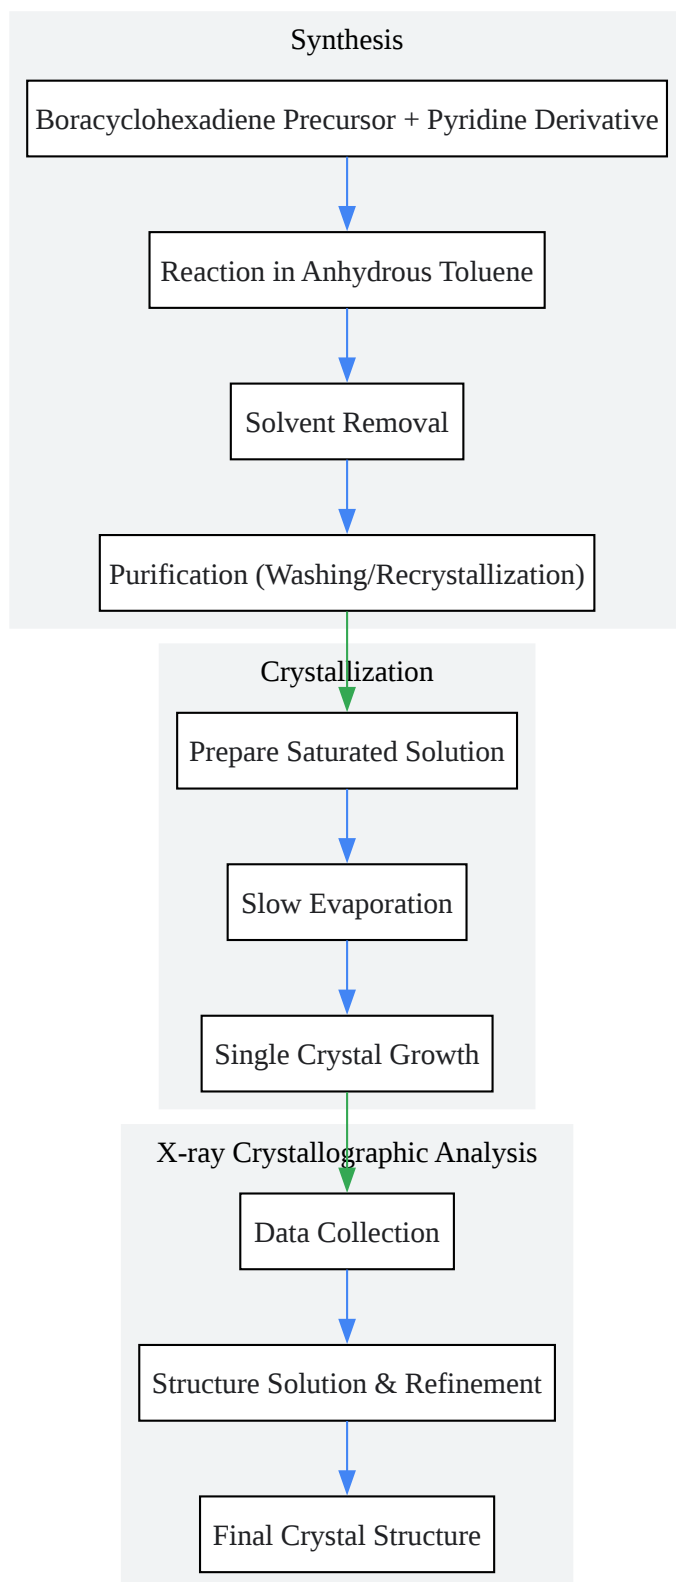 Synthesis
Boracyclohexadiene Precursor + Pyridine Derivative
Reaction in Anhydrous Toluene
Solvent Removal
Purification (Washing/Recrystallization)
Crystallization
Prepare Saturated Solution
Slow Evaporation
Single Crystal Growth
X-ray Crystallographic Analysis
Data Collection
Structure Solution & Refinement
Final Crystal Structure